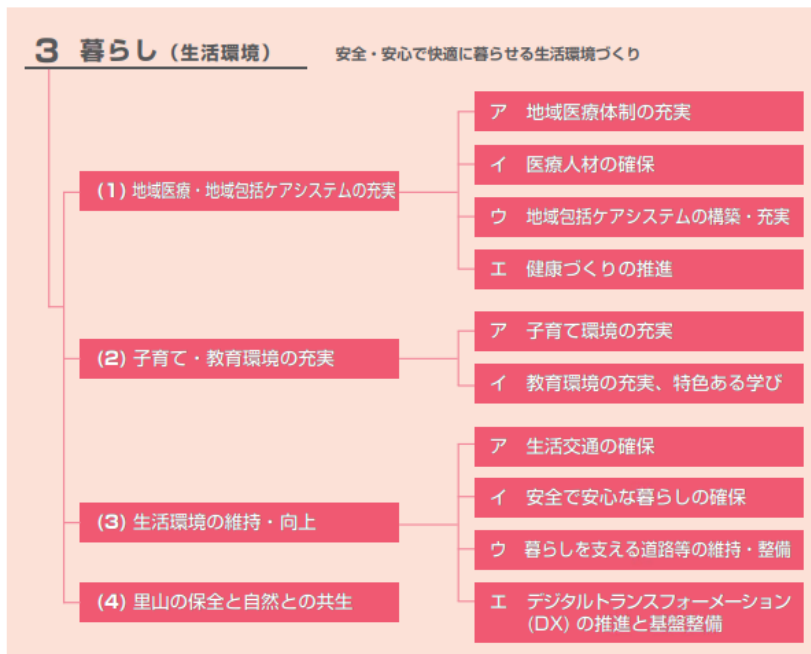 3 暮らし(生活環境) 安全・安心で快適に暮らせる生活環境づくり
(1) 地域医療・地域包括ケアシステムの充実
ア 地域医療体制の充実
イ 医療人材の確保
ウ 地域包括ケアシステムの構築・充実
エ 健康づくりの推進
(2) 子育て・教育環境の充実
ア 子育て環境の充実
イ 教育環境の充実、特色ある学び
(3) 生活環境の維持・向上
ア 生活交通の確保
イ 安全で安心な暮らしの確保
ウ 暮らしを支える道路等の維持・整備
エ デジタルトランスフォーメーション
(DX) の推進と基盤整備
(4) 里山の保全と自然との共生